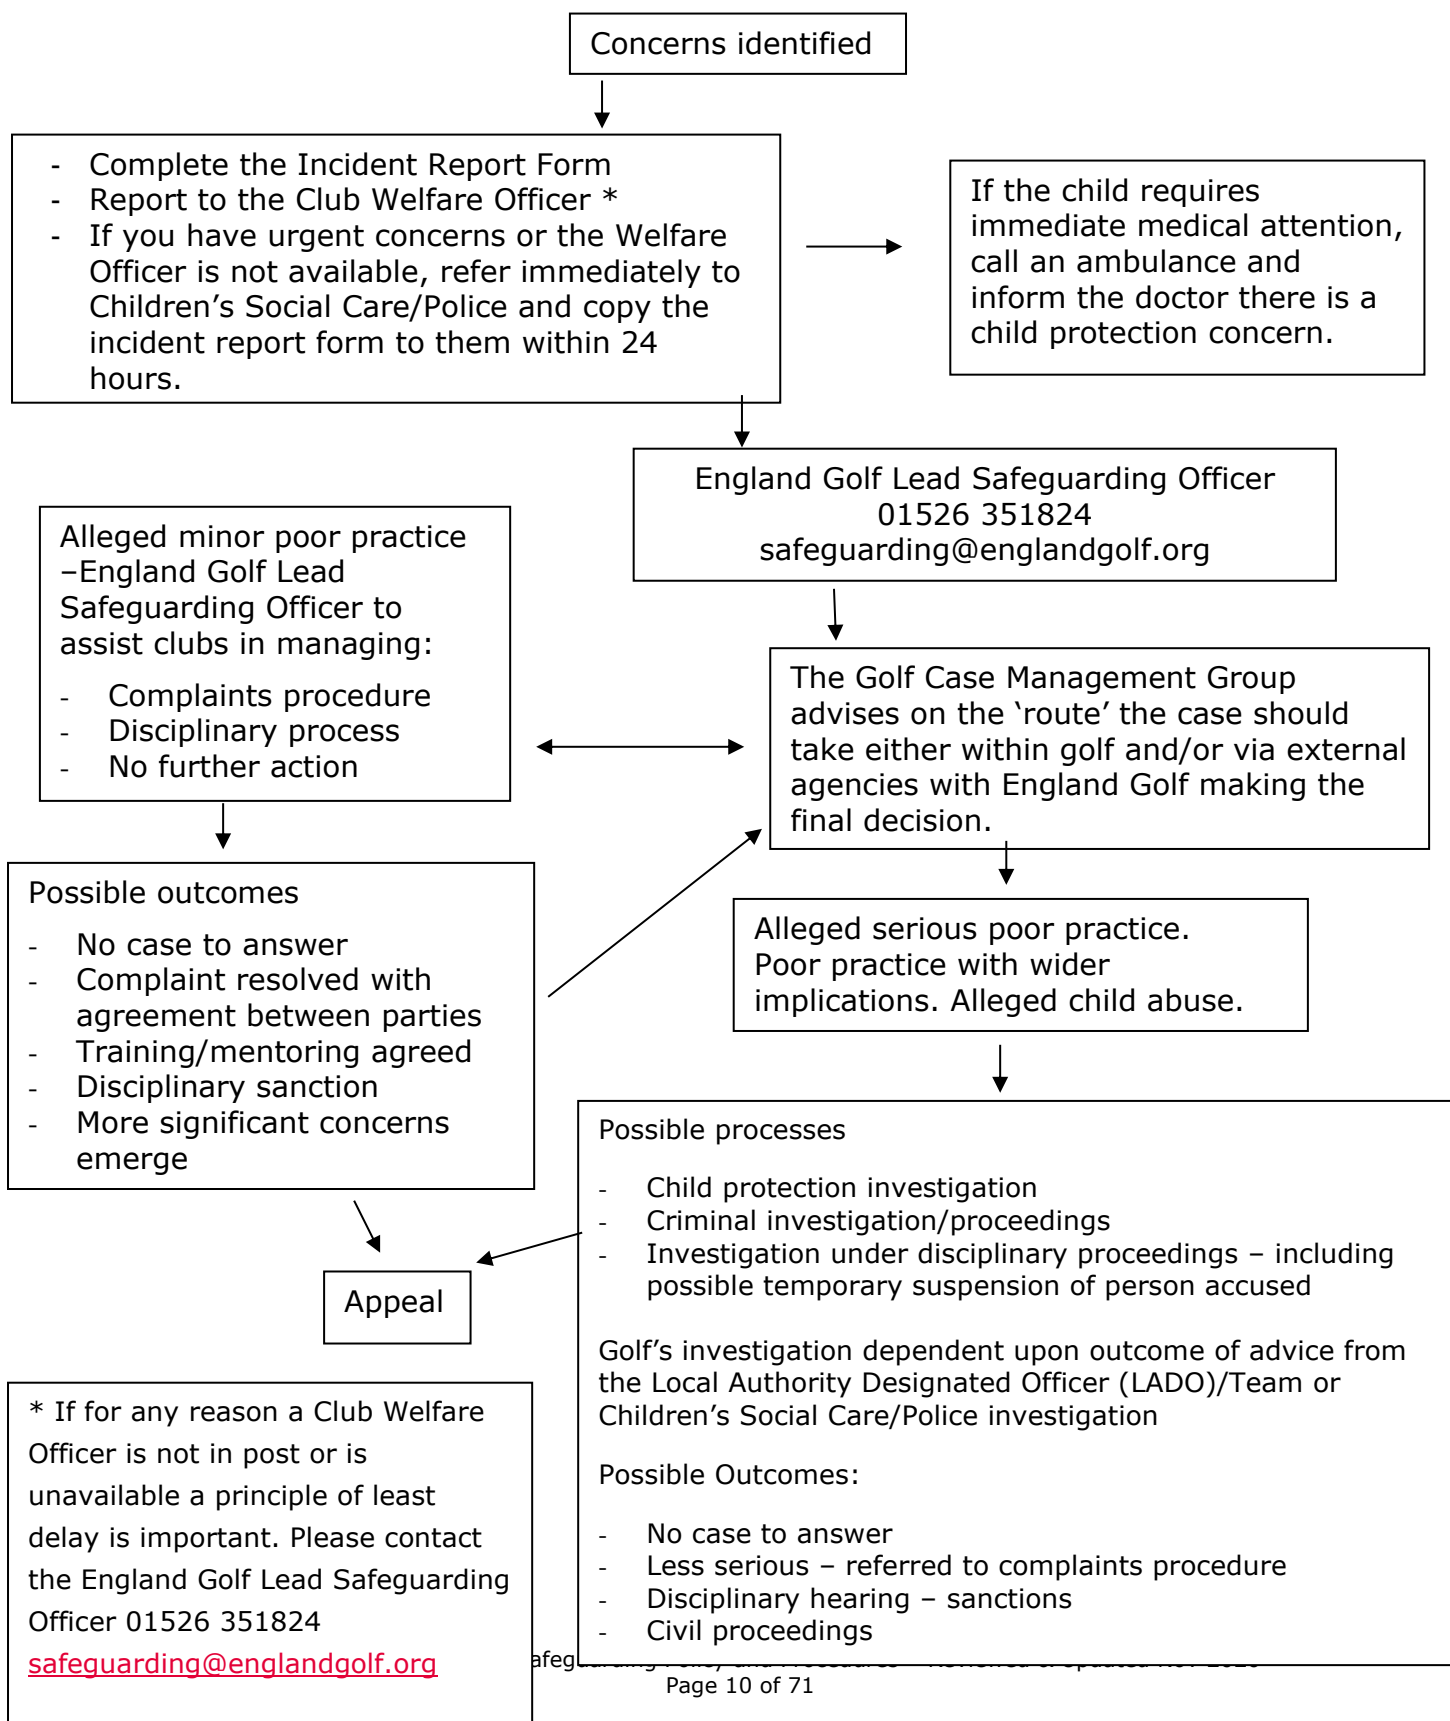 Concerns identified
- Complete the Incident Report Form
- Report to the Club Welfare Officer *
- If you have urgent concerns or the Welfare
Officer is not available, refer immediately to
Children’s Social Care/Police and copy the
incident report form to them within 24
hours.
If the child requires
immediate medical attention,
call an ambulance and
inform the doctor there is a
child protection concern.
England Golf Lead Safeguarding Officer
01526 351824
safeguarding@englandgolf.org
Alleged minor poor practice
–England Golf Lead
Safeguarding Officer to
assist clubs in managing:
- Complaints procedure
- Disciplinary process
- No further action
The Golf Case Management Group
advises on the ‘route’ the case should
take either within golf and/or via external
agencies with England Golf making the
final decision.
Possible outcomes
- No case to answer
- Complaint resolved with
agreement between parties
- Training/mentoring agreed
- Disciplinary sanction
- More significant concerns
emerge
Alleged serious poor practice.
Poor practice with wider
implications. Alleged child abuse.
Possible processes
- Child protection investigation
- Criminal investigation/proceedings
- Investigation under disciplinary proceedings – including
possible temporary suspension of person accused
Golf’s investigation dependent upon outcome of advice from
the Local Authority Designated Officer (LADO)/Team or
Children’s Social Care/Police investigation
Possible Outcomes:
- No case to answer
- Less serious – referred to complaints procedure
- Disciplinary hearing – sanctions
- Civil proceedings
Appeal
* If for any reason a Club Welfare
Officer is not in post or is
unavailable a principle of least
delay is important. Please contact
the England Golf Lead Safeguarding
Officer 01526 351824
safeguarding@englandgolf.org
Page 10 of 71